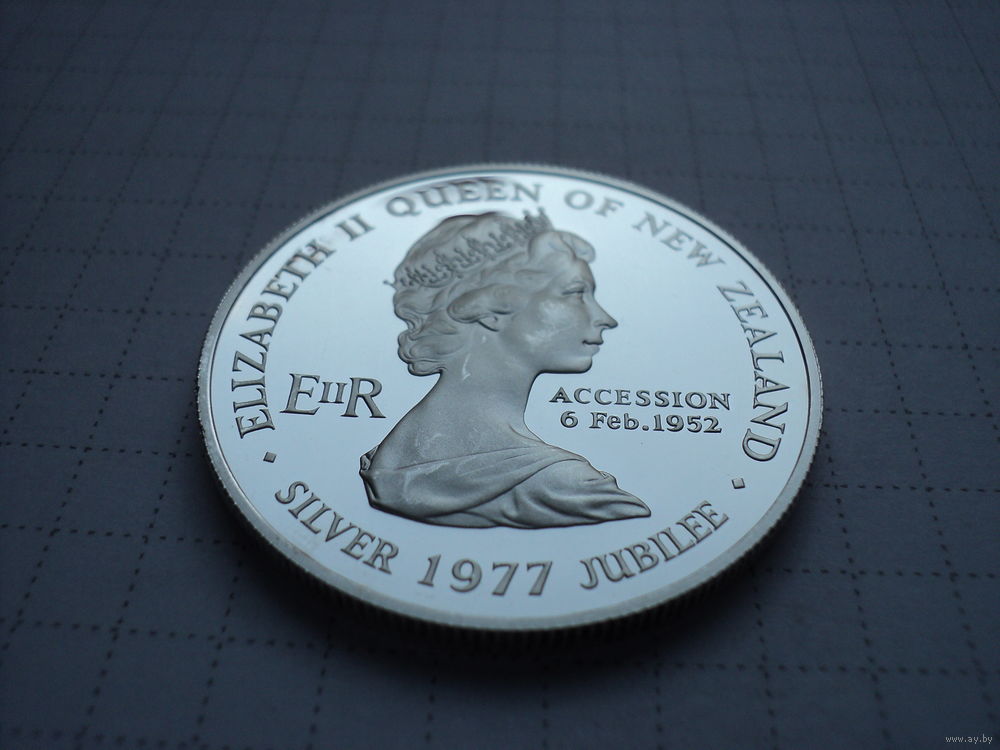 ELIZABETH II QUEEN OF NEW ZEALAND
EIIR
ACCESSION
6 Feb.1952
SILVER 1977 JUBILEE
www.ay.by